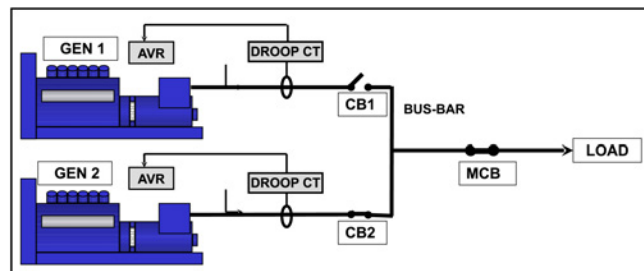 GEN 1
AVR
DROOP CT
CB1
BUS-BAR
MCB
LOAD
GEN 2
AVR
DROOP CT
CB2